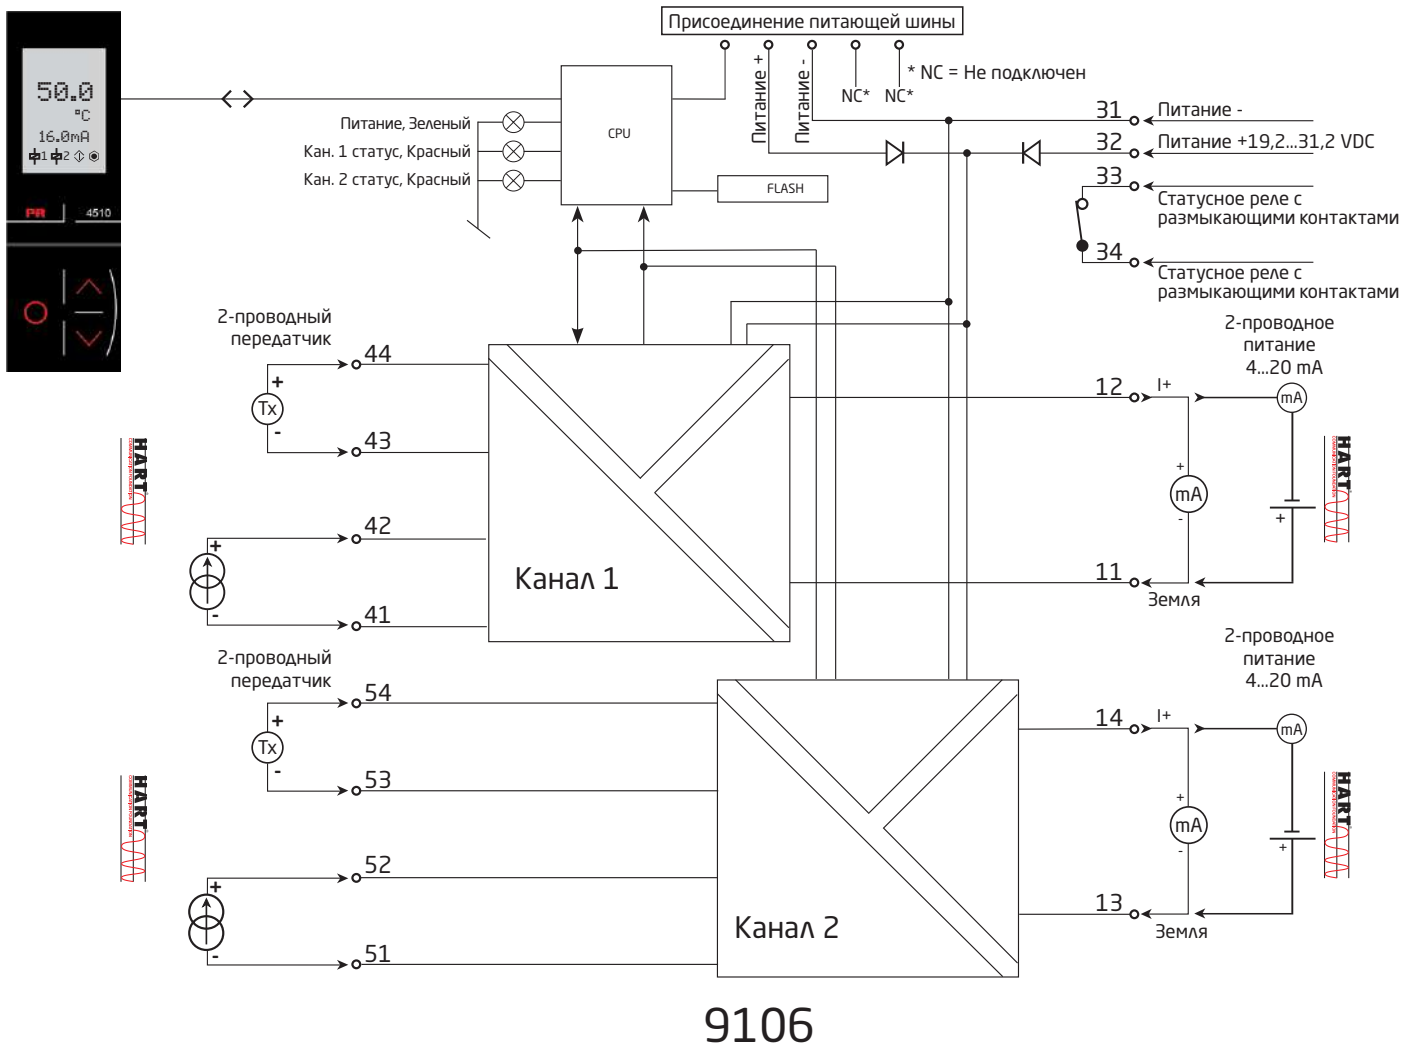 Присоединение питающей шины
Питание +
Питание -
NC*
NC*
* NC = Не подключен
50.0
°C
16.0mA
1
2
PR
4510
CPU
FLASH
Питание, Зеленый
Кан. 1 статус, Красный
Кан. 2 статус, Красный
31
Питание -
32
Питание +19,2...31,2 VDC
33
Статусное реле с
размыкающими контактами
34
Статусное реле с
размыкающими контактами
2-проводный
передатчик
44
+
Tx
-
43
HART
42
+
-
41
Канал 1
2-проводное
питание
4...20 mA
12
I+
mA
+
mA
-
+
HART
11
Земля
2-проводный
передатчик
54
+
Tx
-
53
HART
52
+
-
51
Канал 2
2-проводное
питание
4...20 mA
14
I+
mA
+
mA
-
+
HART
13
Земля
9106